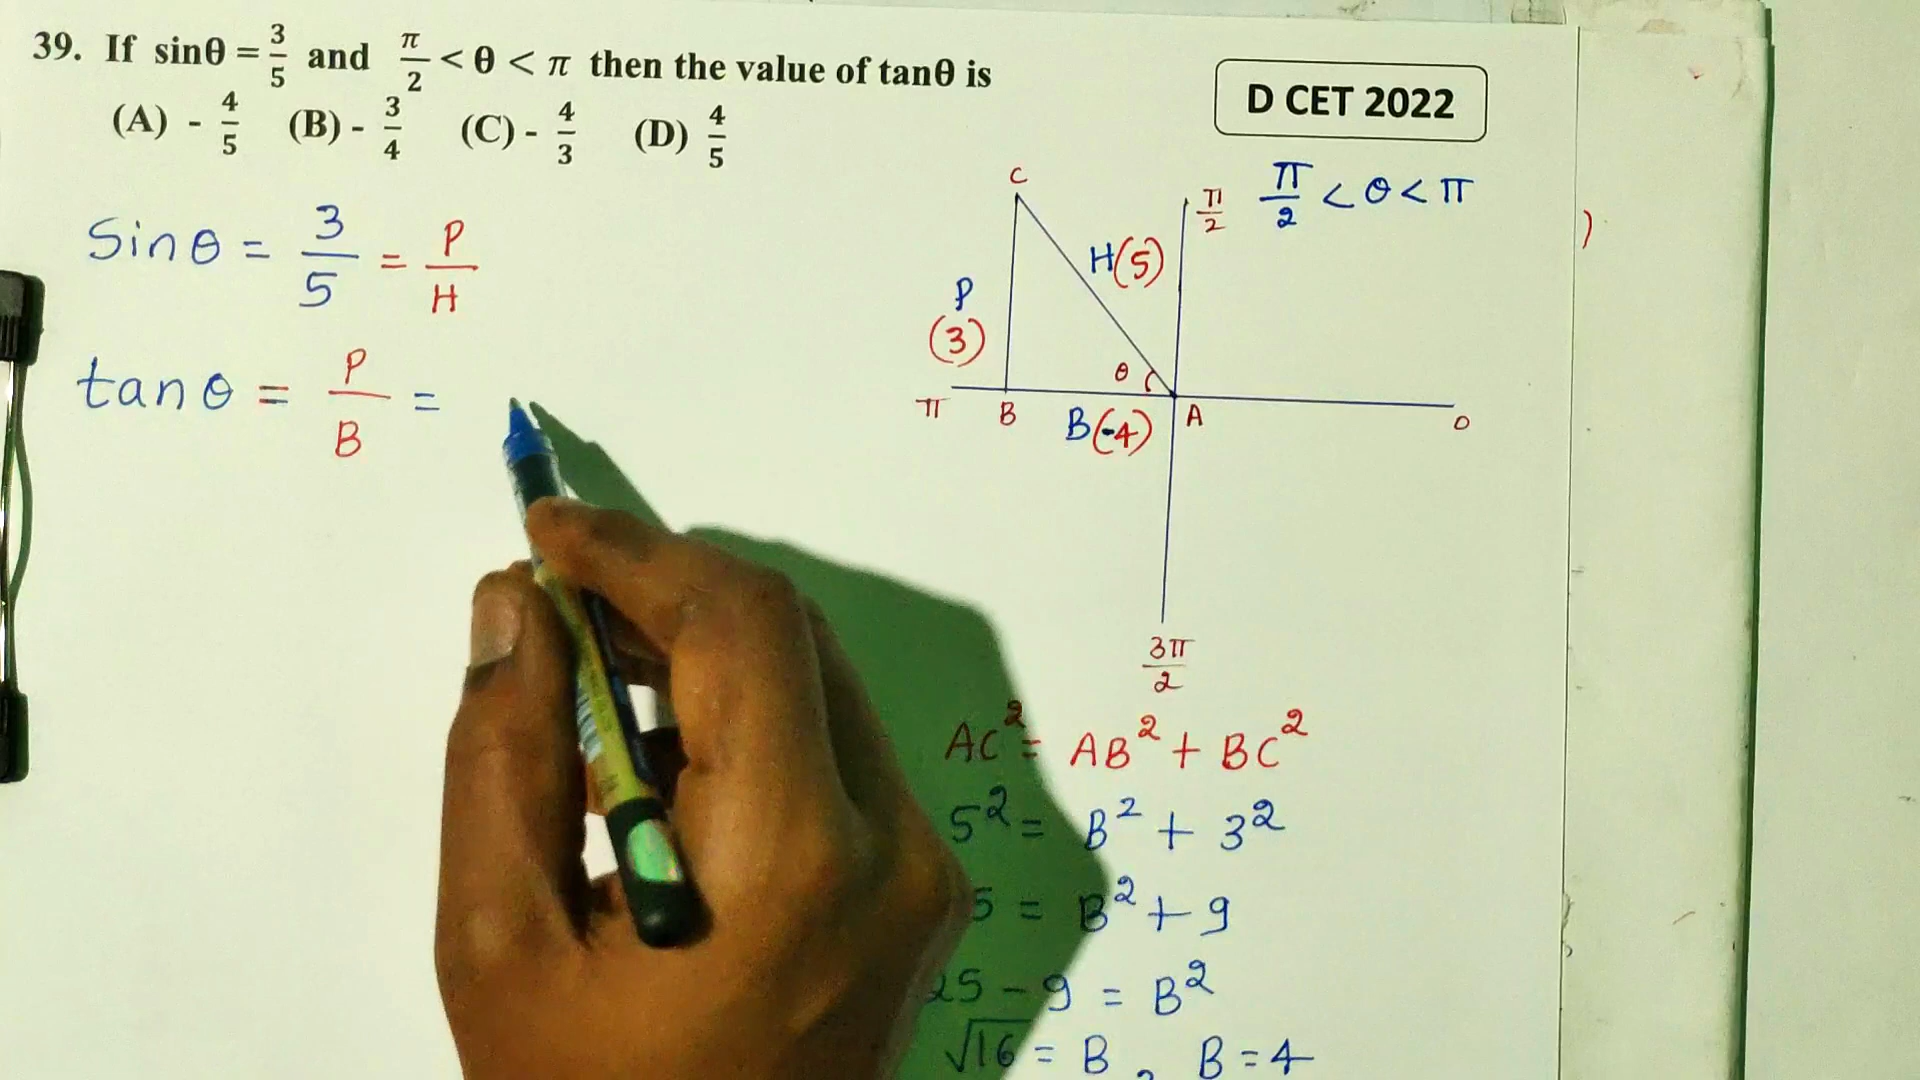 39. If sinθ = 3/5 and π/2 < θ < π then the value of tanθ is
(A) - 4/5 (B) - 3/4 (C) - 4/3 (D) 4/5
D CET 2022
Sinθ = 3/5 = P/H
tanθ = P/B =
π/2 < θ < π
C
π/2
H(5)
P
(3)
θ
π B B(-4) A 0
3π/2
)
AC² = AB² + BC²
5² = B² + 3²
5 = B² + 9
25 - 9 = B²
√16 = B , B = 4